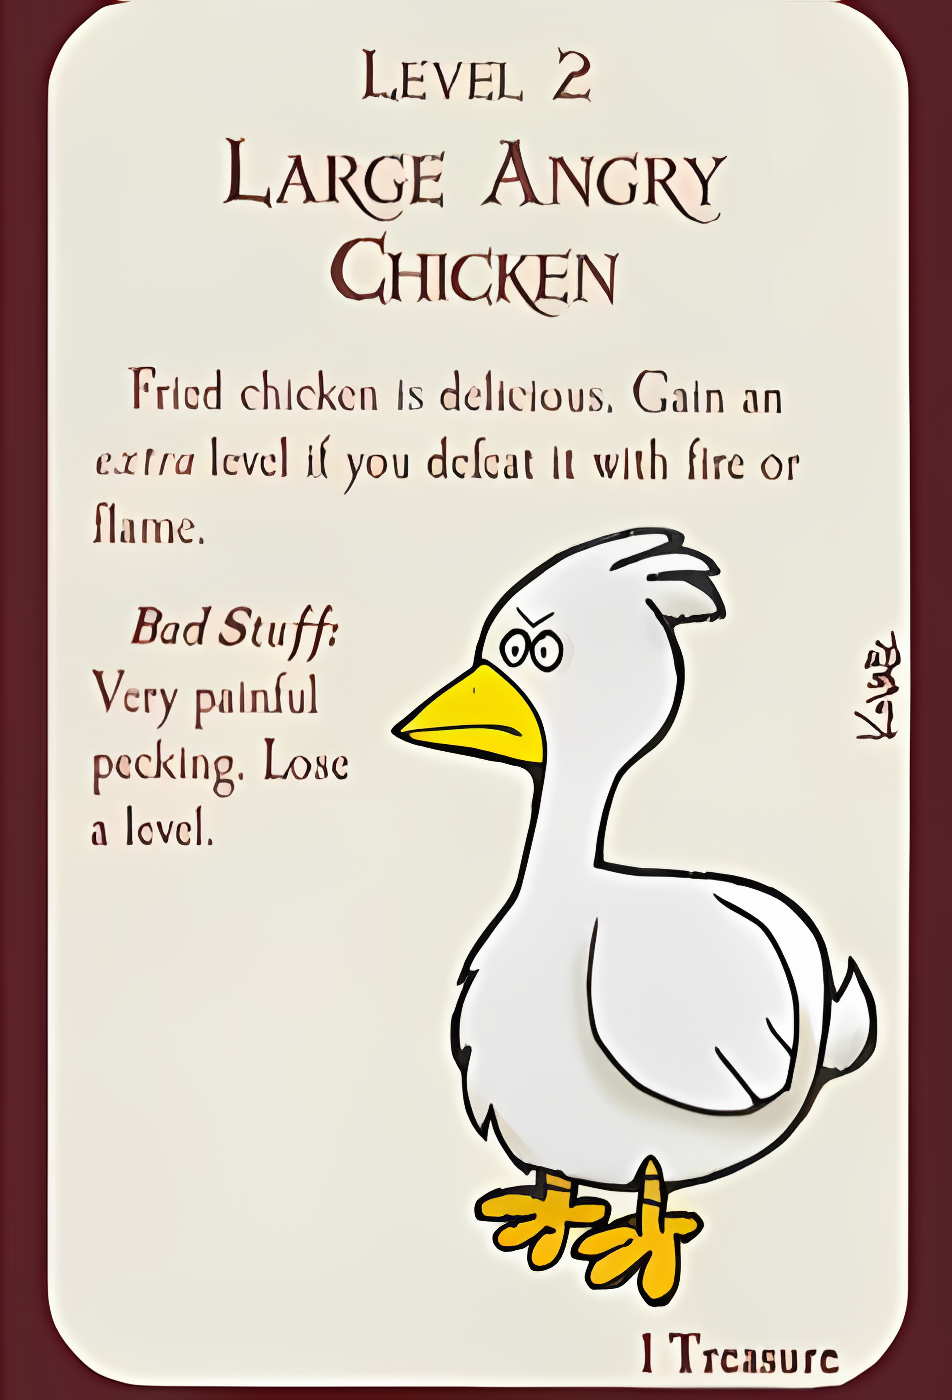 Level 2
Large Angry
Chicken
Fried chicken is delicious. Gain an
extra level if you defeat it with fire or
flame.
Bad Stuff:
Very painful
pecking. Lose
a level.
1 Treasure